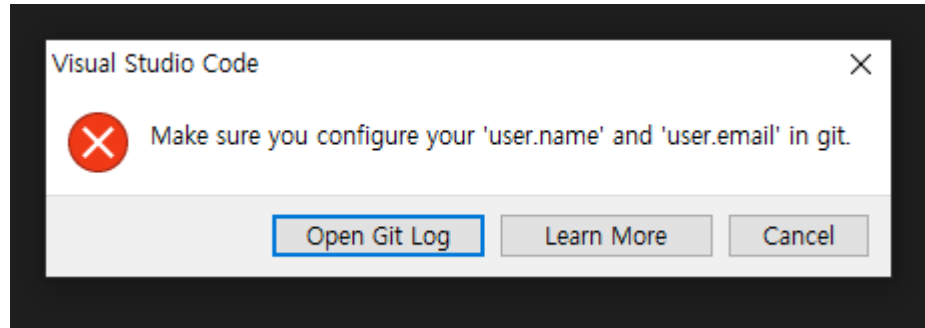 Visual Studio Code
Make sure you configure your 'user.name' and 'user.email' in git.
Open Git Log
Learn More
Cancel